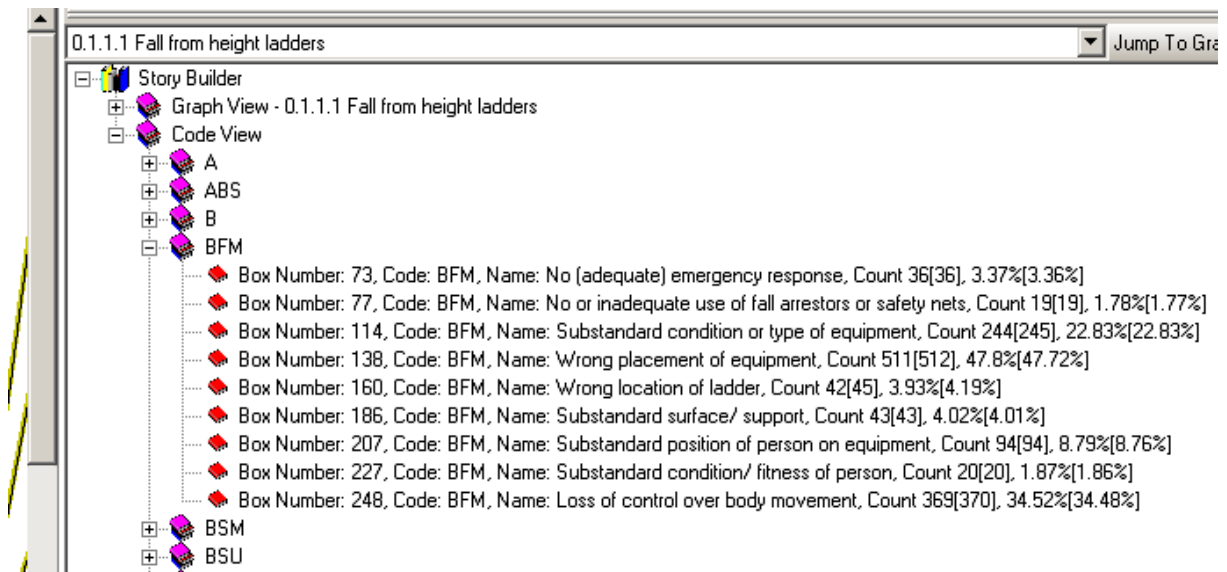 0.1.1.1 Fall from height ladders
Jump To Gra
Story Builder
Graph View - 0.1.1.1 Fall from height ladders
Code View
A
ABS
B
BFM
Box Number: 73, Code: BFM, Name: No (adequate) emergency response, Count 36[36], 3.37%[3.36%]
Box Number: 77, Code: BFM, Name: No or inadequate use of fall arrestors or safety nets, Count 19[19], 1.78%[1.77%]
Box Number: 114, Code: BFM, Name: Substandard condition or type of equipment, Count 244[245], 22.83%[22.83%]
Box Number: 138, Code: BFM, Name: Wrong placement of equipment, Count 511[512], 47.8%[47.72%]
Box Number: 160, Code: BFM, Name: Wrong location of ladder, Count 42[45], 3.93%[4.19%]
Box Number: 186, Code: BFM, Name: Substandard surface/ support, Count 43[43], 4.02%[4.01%]
Box Number: 207, Code: BFM, Name: Substandard position of person on equipment, Count 94[94], 8.79%[8.76%]
Box Number: 227, Code: BFM, Name: Substandard condition/ fitness of person, Count 20[20], 1.87%[1.86%]
Box Number: 248, Code: BFM, Name: Loss of control over body movement, Count 369[370], 34.52%[34.48%]
BSM
BSU